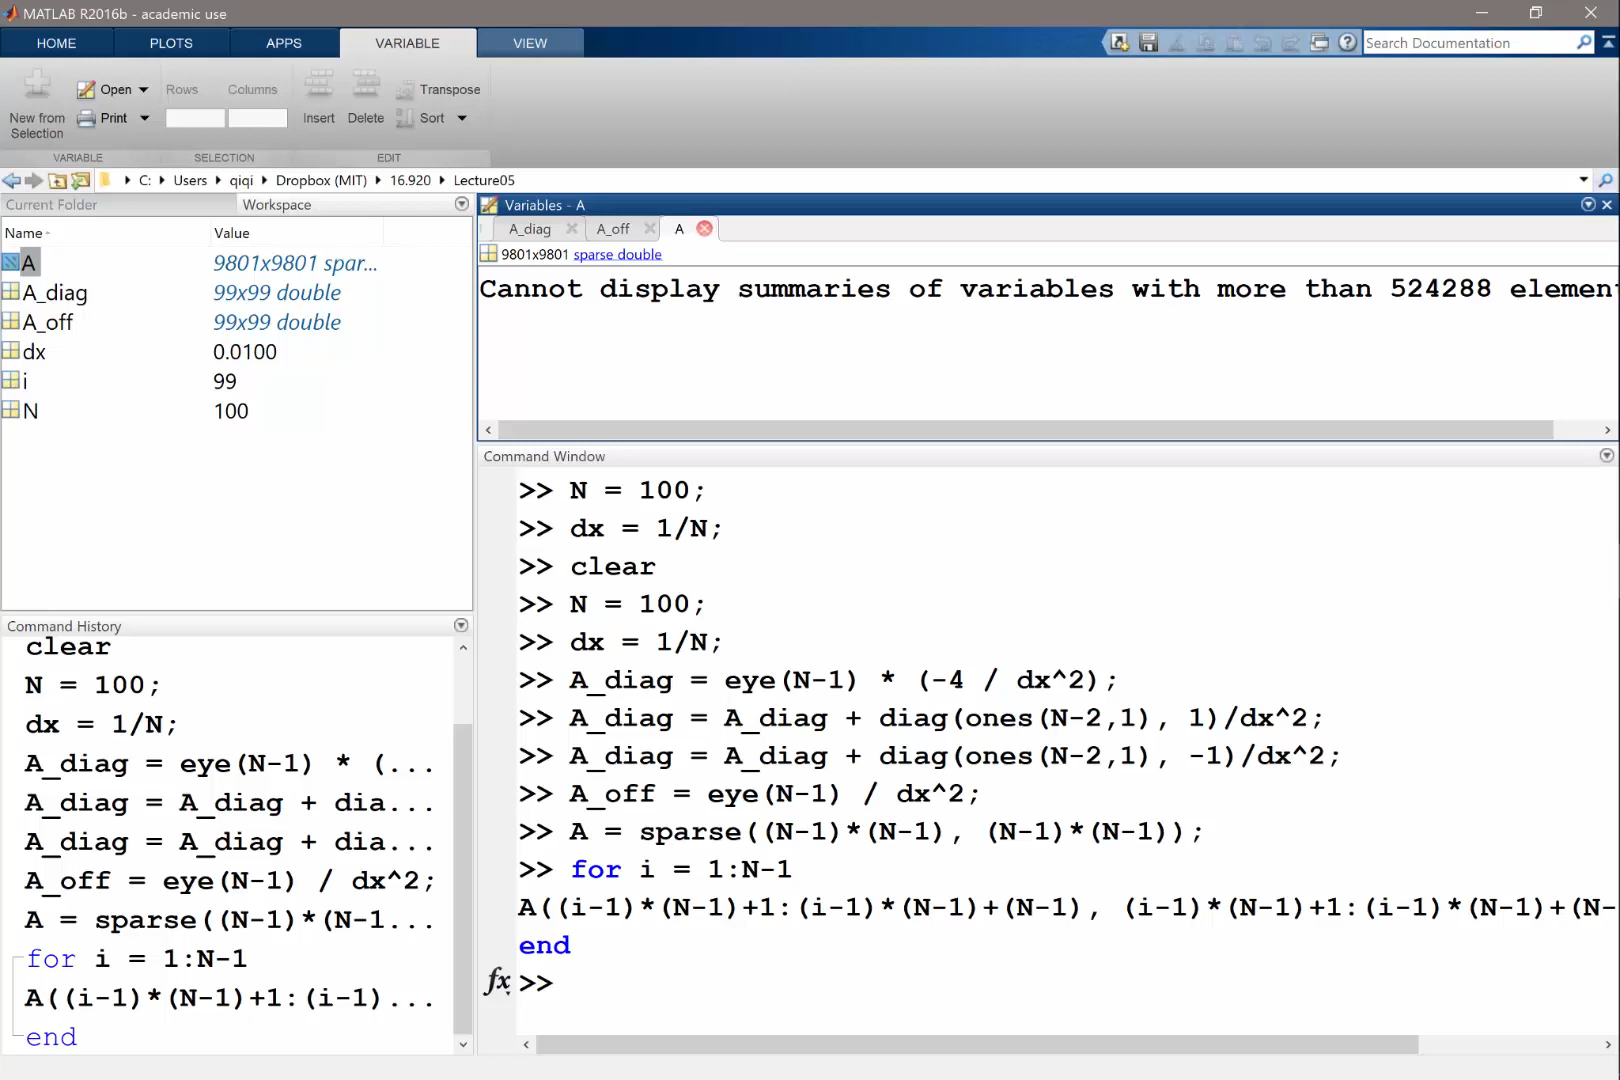 MATLAB R2016b - academic use
HOME PLOTS APPS VARIABLE VIEW
Search Documentation
New from Selection
Open
Print
Rows Columns
Insert Delete
Transpose
Sort
VARIABLE SELECTION EDIT
C: Users qiqi Dropbox (MIT) 16.920 Lecture05
Current Folder Workspace
Name Value
A 9801x9801 spar...
A_diag 99x99 double
A_off 99x99 double
dx 0.0100
i 99
N 100
Command History
clear
N = 100;
dx = 1/N;
A_diag = eye(N-1) * (...
A_diag = A_diag + dia...
A_diag = A_diag + dia...
A_off = eye(N-1) / dx^2;
A = sparse((N-1)*(N-1...
for i = 1:N-1
A((i-1)*(N-1)+1:(i-1)...
end
Variables - A
A_diag A_off A
9801x9801 sparse double
Cannot display summaries of variables with more than 524288 elemen
Command Window
>> N = 100;
>> dx = 1/N;
>> clear
>> N = 100;
>> dx = 1/N;
>> A_diag = eye(N-1) * (-4 / dx^2);
>> A_diag = A_diag + diag(ones(N-2,1), 1)/dx^2;
>> A_diag = A_diag + diag(ones(N-2,1), -1)/dx^2;
>> A_off = eye(N-1) / dx^2;
>> A = sparse((N-1)*(N-1), (N-1)*(N-1));
>> for i = 1:N-1
A((i-1)*(N-1)+1:(i-1)*(N-1)+(N-1), (i-1)*(N-1)+1:(i-1)*(N-1)+(N-
end
fx >>